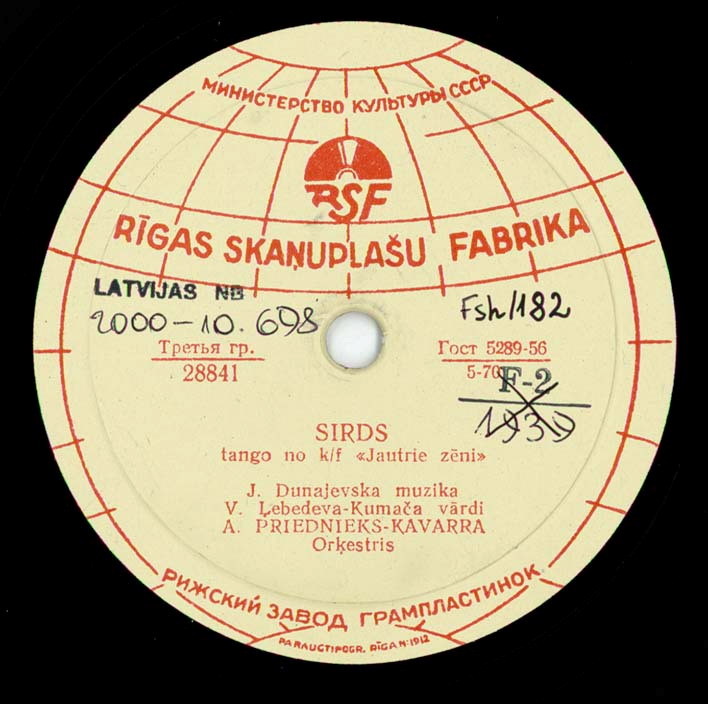 МИНИСТЕРСТВО КУЛЬТУРЫ СССР
RSF
RĪGAS SKAŅUPLAŠU FABRIKA
LATVIJAS NB
2000-10.698
Fsh/182
Третья гр.
28841
Гост 5289-56
5-70
F-2
1939
SIRDS
tango no k/f «Jautrie zēni»
J. Dunajevska muzika
V. Ļebedeva-Kumača vārdi
A. PRIEDNIEKS-KAVARRA
Orķestris
РИЖСКИЙ ЗАВОД ГРАМПЛАСТИНОК
PARAUGTIPOGR. RĪGA N:1912